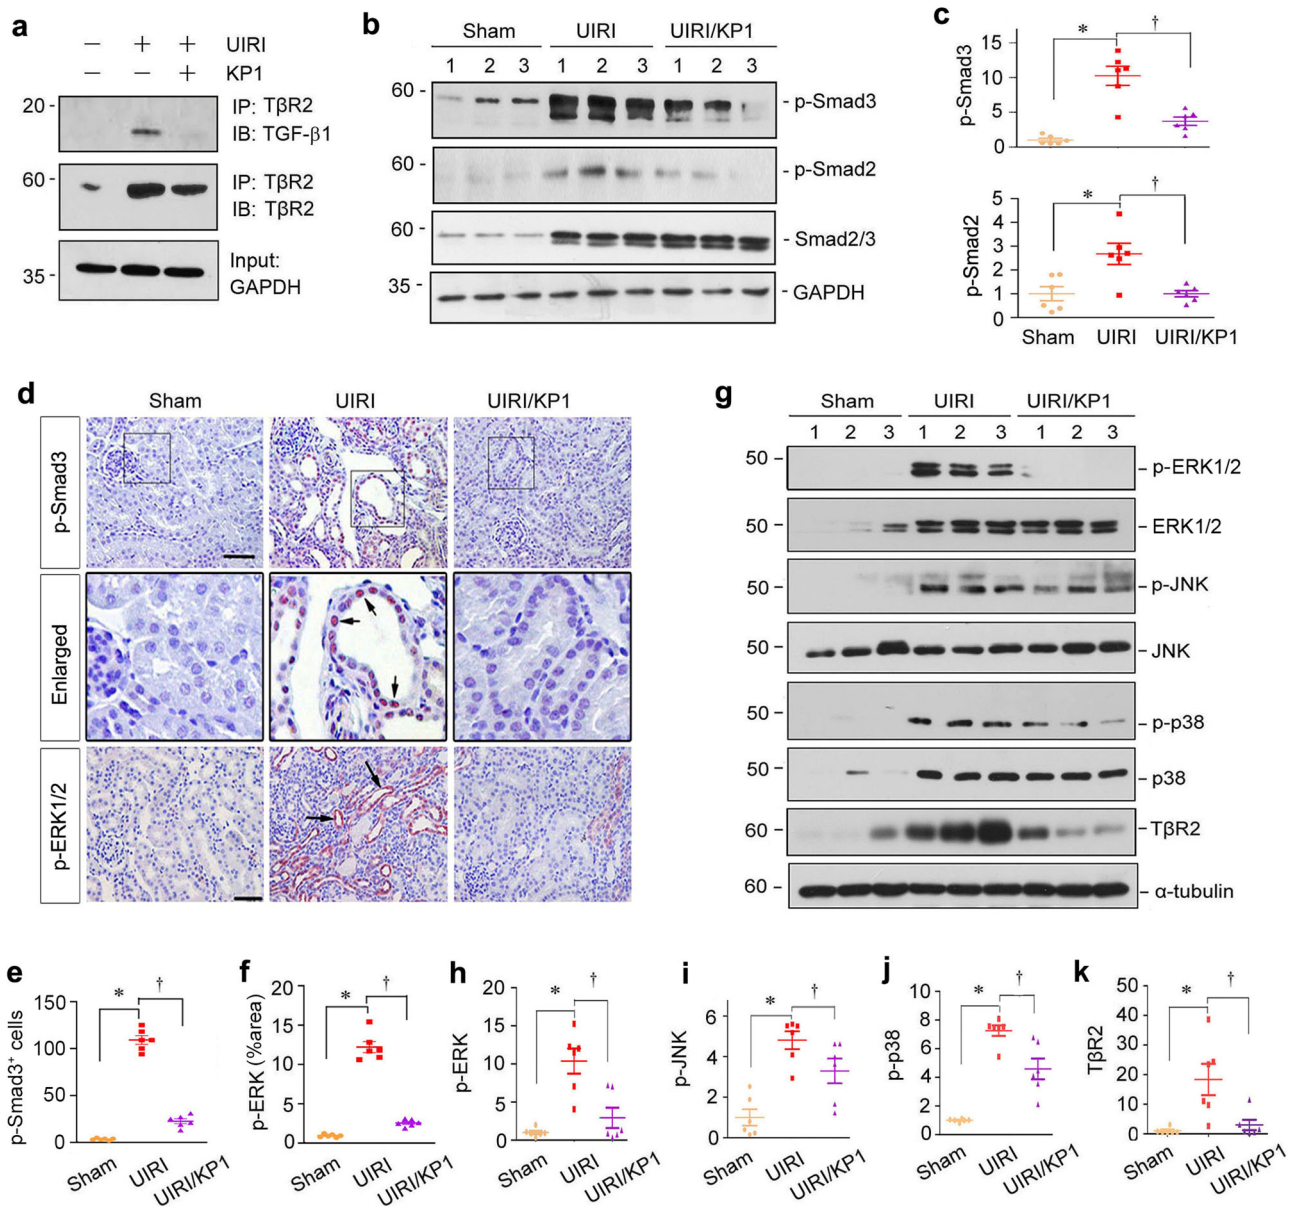 a
– + + UIRI
– – + KP1
20 -
IP: TβR2
IB: TGF-β1
60 -
IP: TβR2
IB: TβR2
35 -
Input:
GAPDH
b
Sham UIRI UIRI/KP1
1 2 3 1 2 3 1 2 3
60 - - p-Smad3
60 - - p-Smad2
60 - - Smad2/3
35 - - GAPDH
c
p-Smad3
15
10
5
0
* †
p-Smad2
5
4
3
2
1
0
* †
Sham UIRI UIRI/KP1
d
Sham UIRI UIRI/KP1
p-Smad3
Enlarged
p-ERK1/2
g
Sham UIRI UIRI/KP1
1 2 3 1 2 3 1 2 3
50 - - p-ERK1/2
50 - - ERK1/2
50 - - p-JNK
50 - - JNK
50 - - p-p38
50 - - p38
60 - - TβR2
60 - - α-tubulin
e
p-Smad3⁺ cells
150
100
50
0
* †
Sham UIRI UIRI/KP1
f
p-ERK (%area)
20
15
10
5
0
* †
Sham UIRI UIRI/KP1
h
p-ERK
20
15
10
5
0
* †
Sham UIRI UIRI/KP1
i
p-JNK
6
4
2
0
* †
Sham UIRI UIRI/KP1
j
p-p38
10
8
6
4
2
0
* †
Sham UIRI UIRI/KP1
k
TβR2
50
40
30
20
10
0
* †
Sham UIRI UIRI/KP1